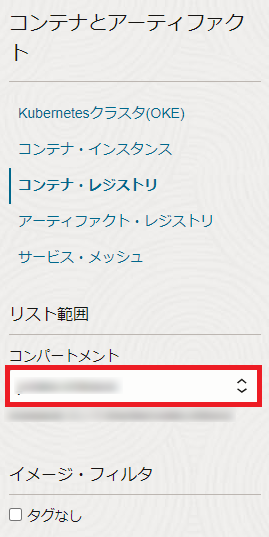 コンテナとアーティファク
ト
Kubernetesクラスタ(OKE)
コンテナ・インスタンス
コンテナ・レジストリ
アーティファクト・レジストリ
サービス・メッシュ
リスト範囲
コンパートメント
イメージ・フィルタ
タグなし